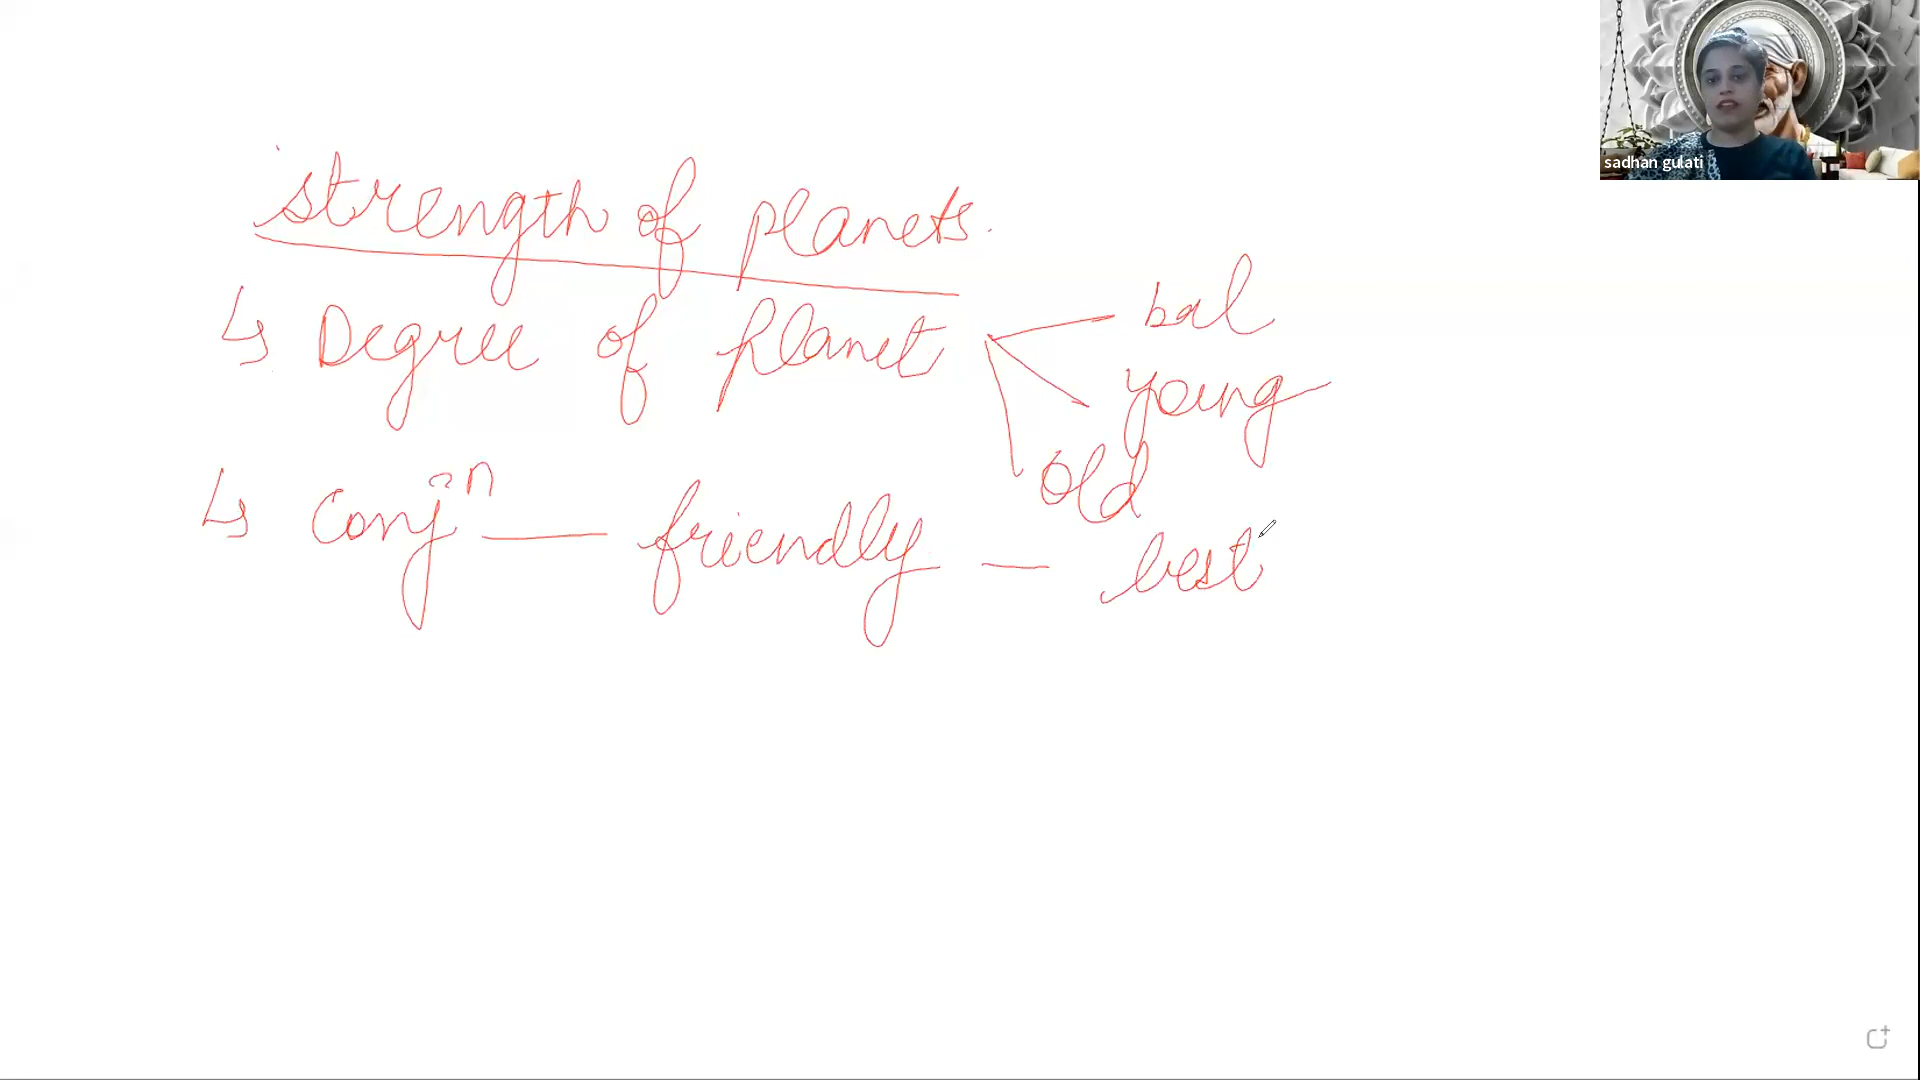 sadhan gulati
strength of planets.
↳ Degree of planet
bal
young
old
↳ Conjn — friendly — best